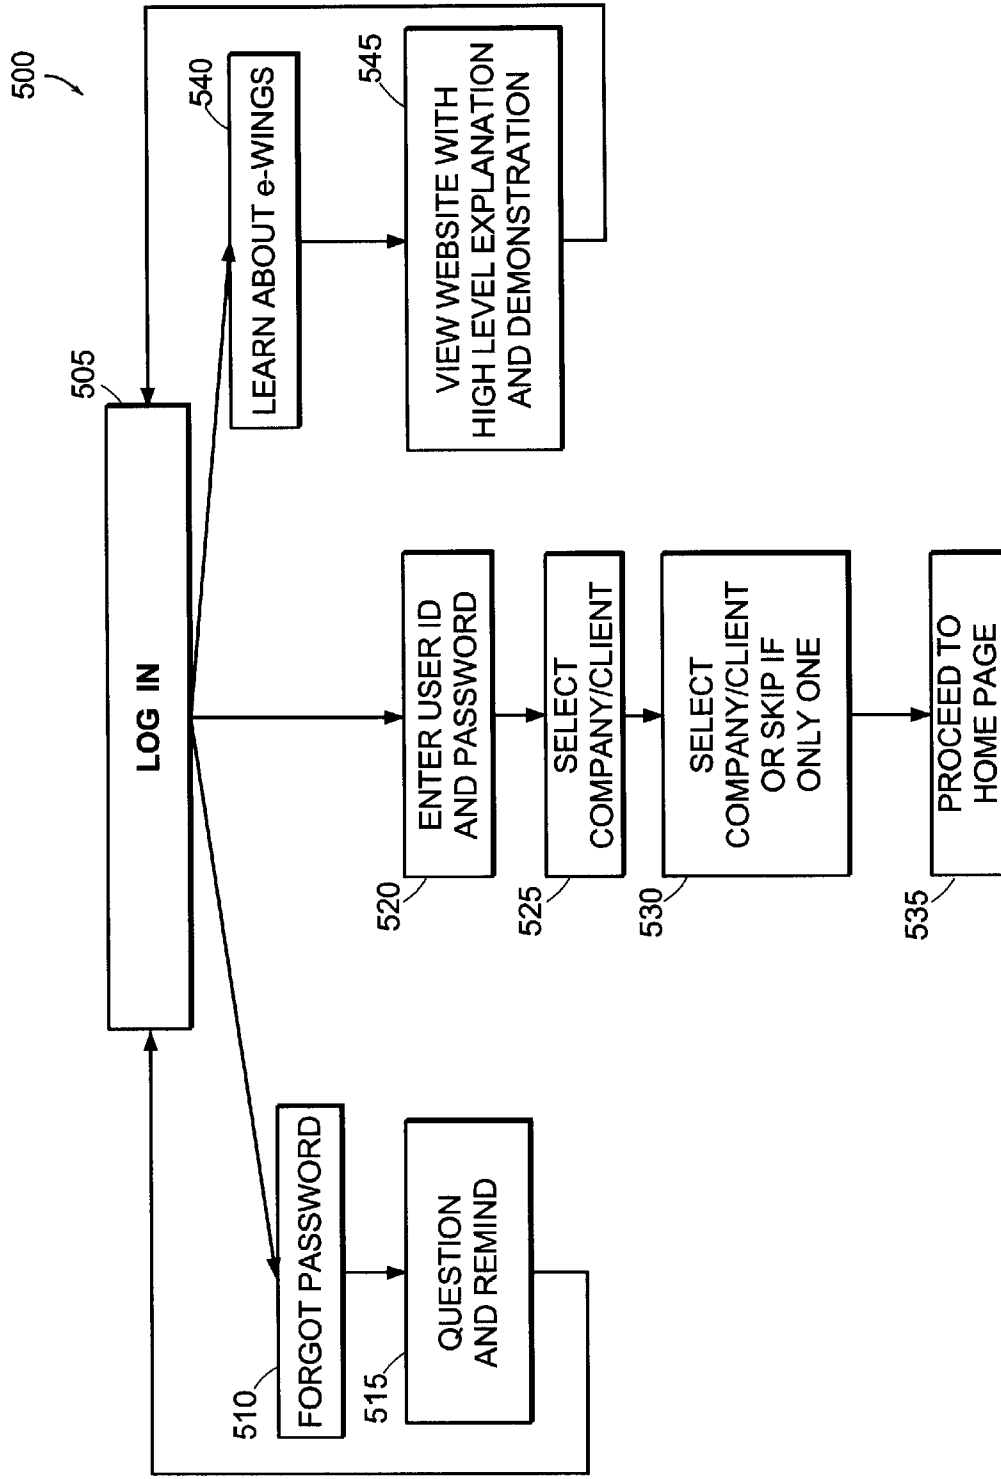 500
505
LOG IN
510
FORGOT PASSWORD
515
QUESTION
AND REMIND
520
ENTER USER ID
AND PASSWORD
525
SELECT
COMPANY/CLIENT
530
SELECT
COMPANY/CLIENT
OR SKIP IF
ONLY ONE
535
PROCEED TO
HOME PAGE
540
LEARN ABOUT e-WINGS
545
VIEW WEBSITE WITH
HIGH LEVEL EXPLANATION
AND DEMONSTRATION